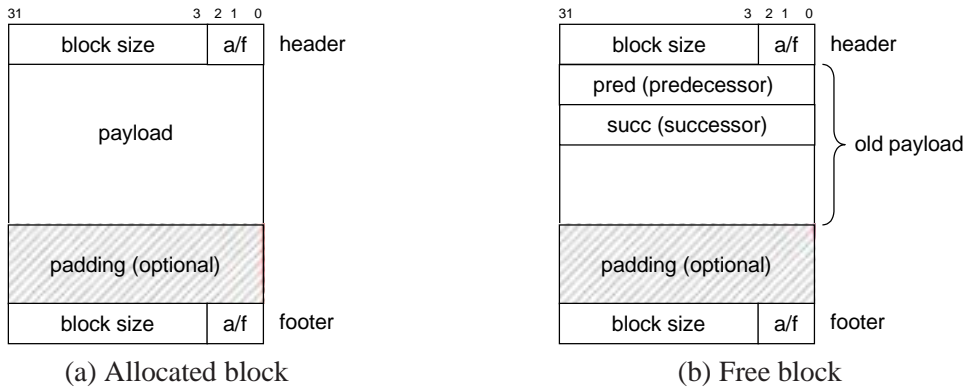 31 3 2 1 0
block size a/f header
payload
padding (optional)
block size a/f footer
(a) Allocated block
31 3 2 1 0
block size a/f header
pred (predecessor)
succ (successor)
old payload
padding (optional)
block size a/f footer
(b) Free block